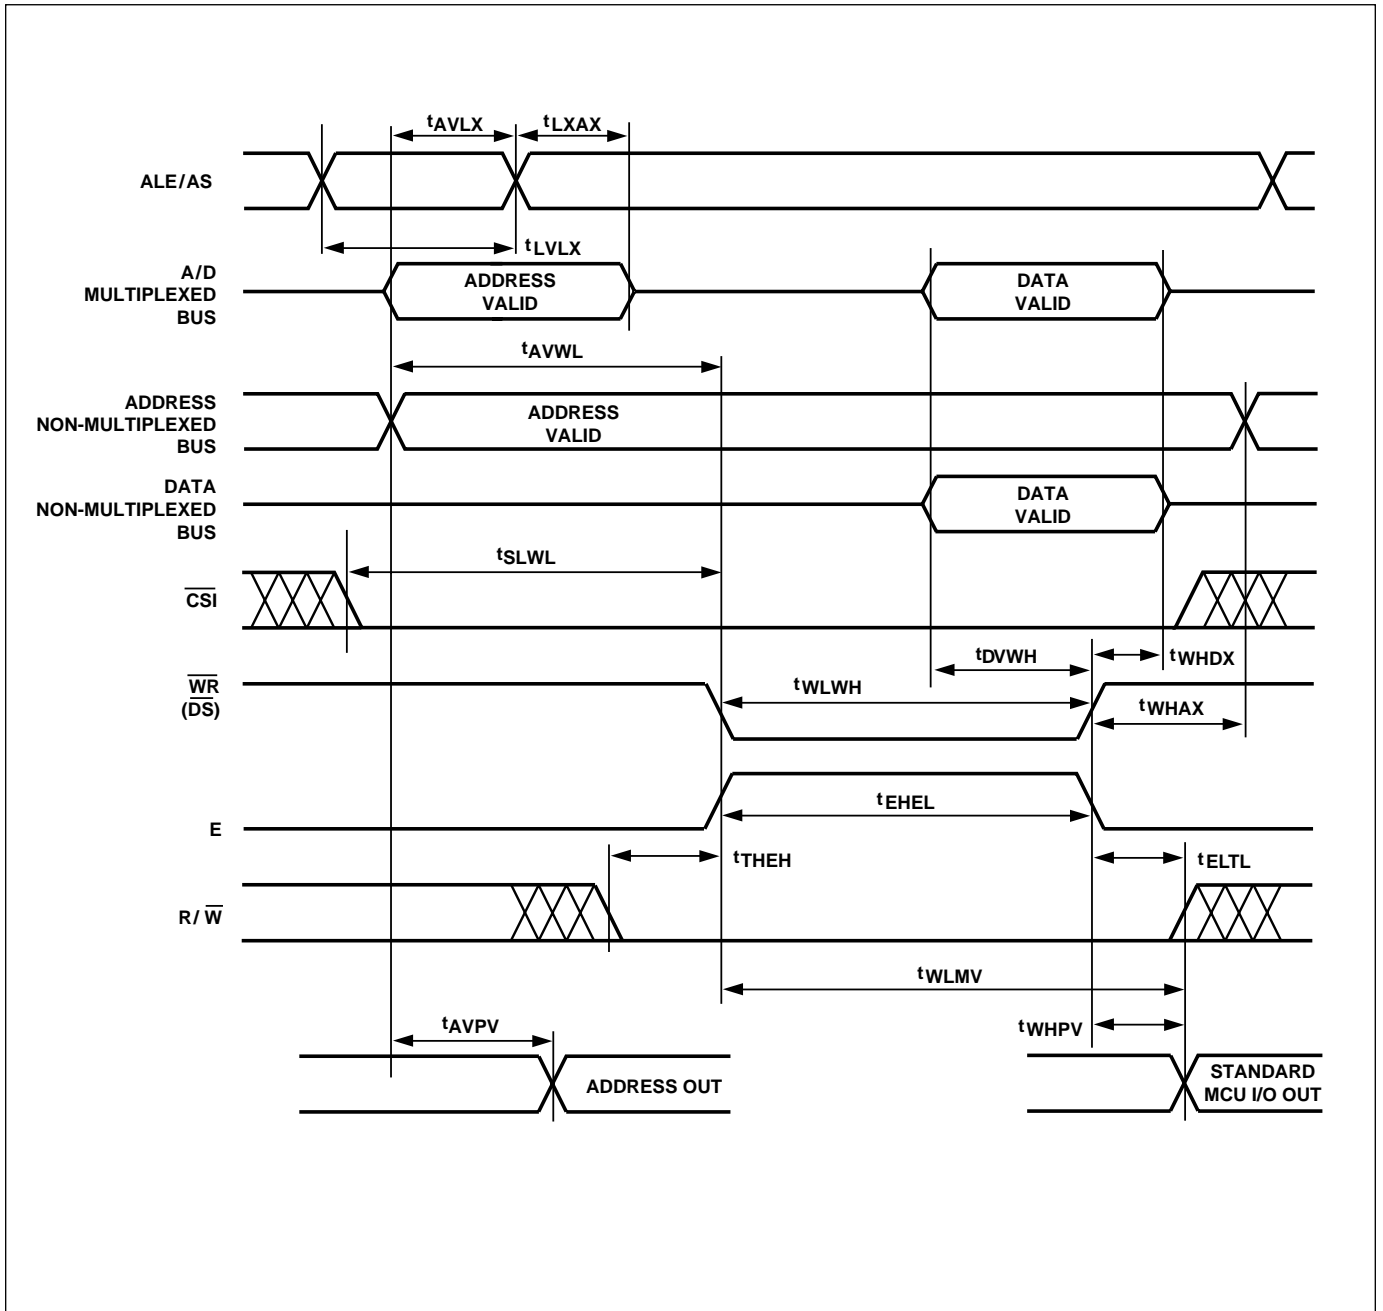 tAVLX
tLXAX
ALE/AS
tLVLX
A/D
MULTIPLEXED
BUS
ADDRESS
VALID
DATA
VALID
tAVWL
ADDRESS
NON-MULTIPLEXED
BUS
ADDRESS
VALID
DATA
NON-MULTIPLEXED
BUS
DATA
VALID
tSLWL
CSI
tDVWH
tWHDX
WR
(DS)
tWLWH
tWHAX
tEHEL
E
tTHEH
tELTL
R/W
tWLMV
tAVPV
tWHPV
ADDRESS OUT
STANDARD
MCU I/O OUT